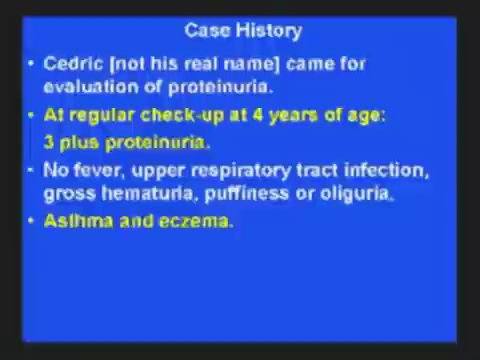 Case History
• Cedric [not his real name] came for
evaluation of proteinuria.
• At regular check-up at 4 years of age:
3 plus proteinuria.
• No fever, upper respiratory tract infection,
gross hematuria, puffiness or oliguria.
• Asthma and eczema.